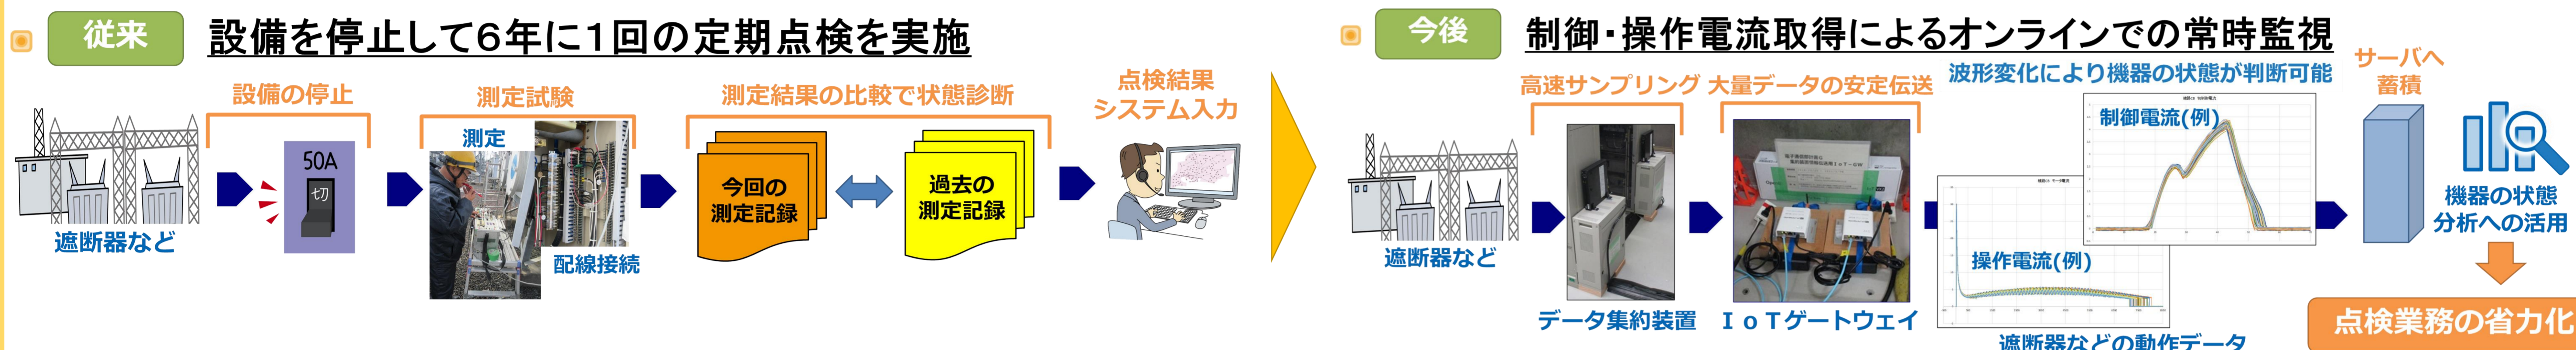 従来
設備を停止して6年に1回の定期点検を実施
設備の停止
測定試験
測定結果の比較で状態診断
点検結果
システム入力
遮断器など
50A
切
測定
配線接続
今回の
測定記録
過去の
測定記録
今後
制御・操作電流取得によるオンラインでの常時監視
高速サンプリング
大量データの安定伝送
波形変化により機器の状態が判断可能
サーバへ
蓄積
遮断器など
データ集約装置
IoTゲートウェイ
制御電流(例)
操作電流(例)
遮断器などの動作データ
機器の状態
分析への活用
点検業務の省力化